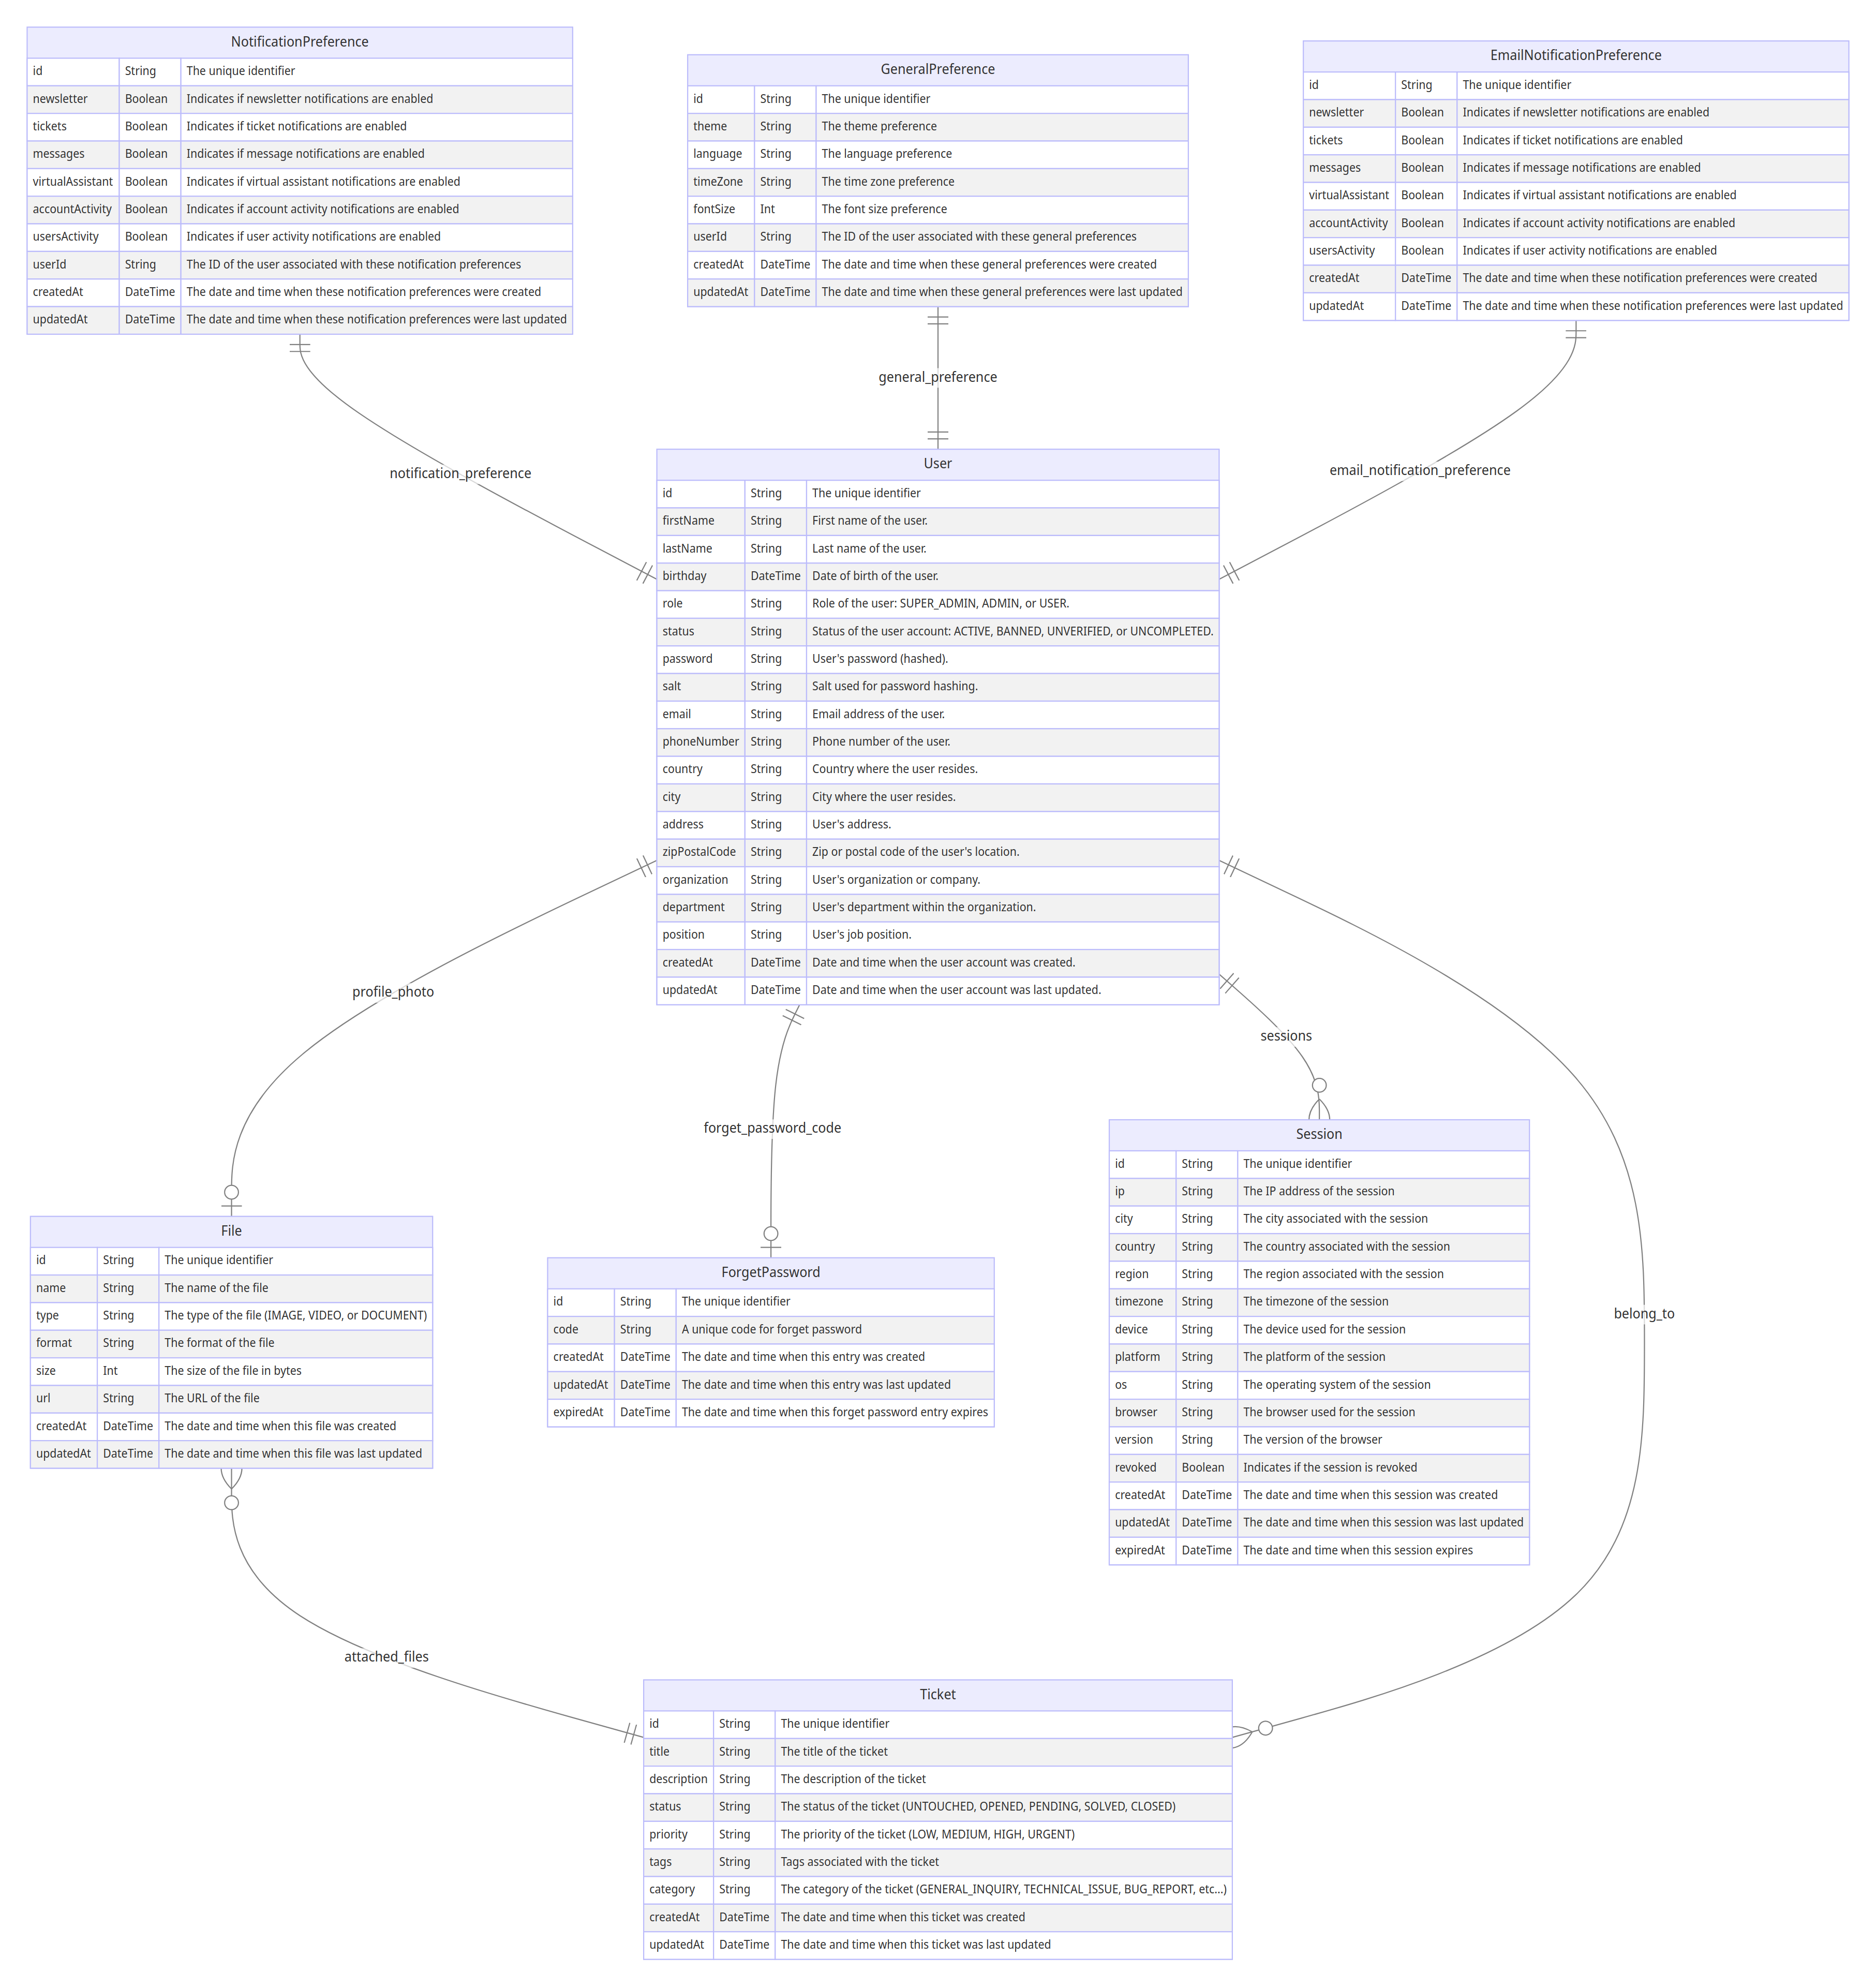 NotificationPreference
id String The unique identifier
newsletter Boolean Indicates if newsletter notifications are enabled
tickets Boolean Indicates if ticket notifications are enabled
messages Boolean Indicates if message notifications are enabled
virtualAssistant Boolean Indicates if virtual assistant notifications are enabled
accountActivity Boolean Indicates if account activity notifications are enabled
usersActivity Boolean Indicates if user activity notifications are enabled
userId String The ID of the user associated with these notification preferences
createdAt DateTime The date and time when these notification preferences were created
updatedAt DateTime The date and time when these notification preferences were last updated
GeneralPreference
id String The unique identifier
theme String The theme preference
language String The language preference
timeZone String The time zone preference
fontSize Int The font size preference
userId String The ID of the user associated with these general preferences
createdAt DateTime The date and time when these general preferences were created
updatedAt DateTime The date and time when these general preferences were last updated
EmailNotificationPreference
id String The unique identifier
newsletter Boolean Indicates if newsletter notifications are enabled
tickets Boolean Indicates if ticket notifications are enabled
messages Boolean Indicates if message notifications are enabled
virtualAssistant Boolean Indicates if virtual assistant notifications are enabled
accountActivity Boolean Indicates if account activity notifications are enabled
usersActivity Boolean Indicates if user activity notifications are enabled
createdAt DateTime The date and time when these notification preferences were created
updatedAt DateTime The date and time when these notification preferences were last updated
general_preference
notification_preference
email_notification_preference
User
id String The unique identifier
firstName String First name of the user.
lastName String Last name of the user.
birthday DateTime Date of birth of the user.
role String Role of the user: SUPER_ADMIN, ADMIN, or USER.
status String Status of the user account: ACTIVE, BANNED, UNVERIFIED, or UNCOMPLETED.
password String User's password (hashed).
salt String Salt used for password hashing.
email String Email address of the user.
phoneNumber String Phone number of the user.
country String Country where the user resides.
city String City where the user resides.
address String User's address.
zipPostalCode String Zip or postal code of the user's location.
organization String User's organization or company.
department String User's department within the organization.
position String User's job position.
createdAt DateTime Date and time when the user account was created.
updatedAt DateTime Date and time when the user account was last updated.
profile_photo
sessions
forget_password_code
belong_to
File
id String The unique identifier
name String The name of the file
type String The type of the file (IMAGE, VIDEO, or DOCUMENT)
format String The format of the file
size Int The size of the file in bytes
url String The URL of the file
createdAt DateTime The date and time when this file was created
updatedAt DateTime The date and time when this file was last updated
ForgetPassword
id String The unique identifier
code String A unique code for forget password
createdAt DateTime The date and time when this entry was created
updatedAt DateTime The date and time when this entry was last updated
expiredAt DateTime The date and time when this forget password entry expires
Session
id String The unique identifier
ip String The IP address of the session
city String The city associated with the session
country String The country associated with the session
region String The region associated with the session
timezone String The timezone of the session
device String The device used for the session
platform String The platform of the session
os String The operating system of the session
browser String The browser used for the session
version String The version of the browser
revoked Boolean Indicates if the session is revoked
createdAt DateTime The date and time when this session was created
updatedAt DateTime The date and time when this session was last updated
expiredAt DateTime The date and time when this session expires
attached_files
Ticket
id String The unique identifier
title String The title of the ticket
description String The description of the ticket
status String The status of the ticket (UNTOUCHED, OPENED, PENDING, SOLVED, CLOSED)
priority String The priority of the ticket (LOW, MEDIUM, HIGH, URGENT)
tags String Tags associated with the ticket
category String The category of the ticket (GENERAL_INQUIRY, TECHNICAL_ISSUE, BUG_REPORT, etc...)
createdAt DateTime The date and time when this ticket was created
updatedAt DateTime The date and time when this ticket was last updated